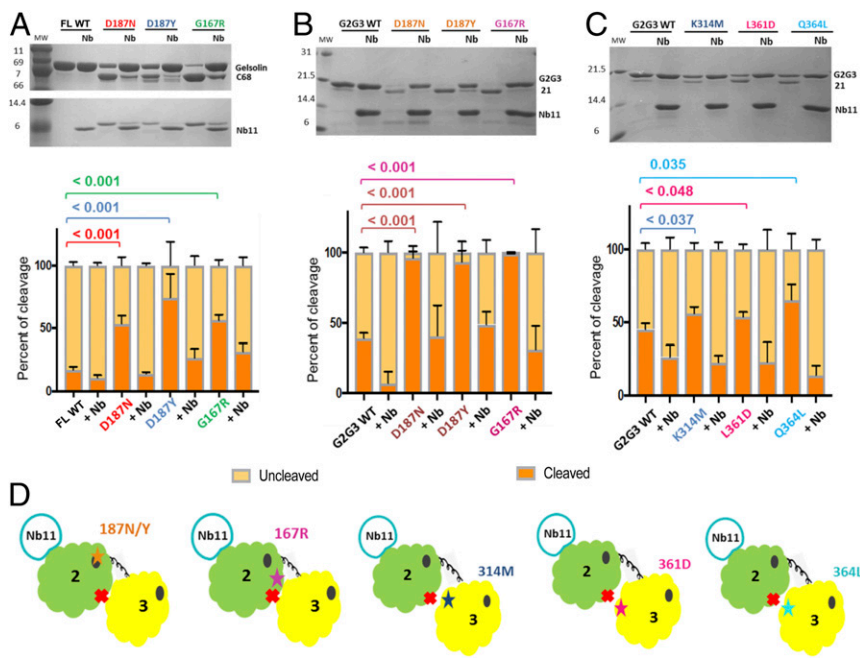 A
FL WT D187N D187Y G167R
MW Nb Nb Nb Nb
11
69
7
66
Gelsolin
C68
14.4
6
Nb11
< 0.001
< 0.001
< 0.001
Percent of cleavage
100
50
0
FL WT + Nb D187N + Nb D187Y + Nb G167R + Nb
B
G2G3 WT D187N D187Y G167R
MW Nb Nb Nb Nb
31
21.5
14.4
6
G2G3
21
Nb11
< 0.001
< 0.001
< 0.001
Percent of cleavage
100
50
0
G2G3 WT + Nb D187N + Nb D187Y + Nb G167R + Nb
C
G2G3 WT K314M L361D Q364L
MW Nb Nb Nb Nb
21.5
14.4
6
G2G3
21
Nb11
0.035
< 0.048
< 0.037
Percent of cleavage
100
50
0
G2G3 WT + Nb K314M + Nb L361D + Nb Q364L + Nb
Uncleaved Cleaved
D
Nb11 187N/Y 2 3
Nb11 167R 2 3
Nb11 314M 2 3
Nb11 361D 2 3
Nb11 364L 2 3